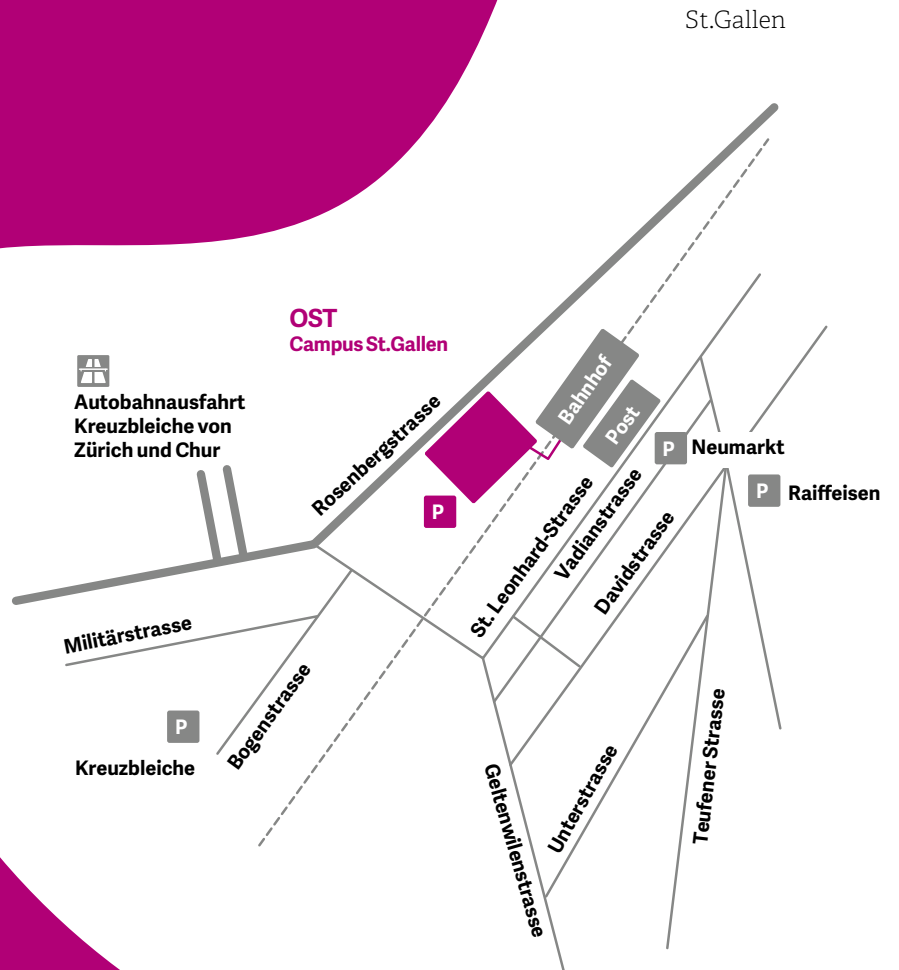 St.Gallen
OST
Campus St.Gallen
Autobahnausfahrt
Kreuzbleiche von
Zürich und Chur
Rosenbergstrasse
Bahnhof
Post
P
Neumarkt
P
Raiffeisen
P
St. Leonhard-Strasse
Vadianstrasse
Davidstrasse
Militärstrasse
Bogenstrasse
P
Kreuzbleiche
Geltenwilenstrasse
Unterstrasse
Teufener Strasse